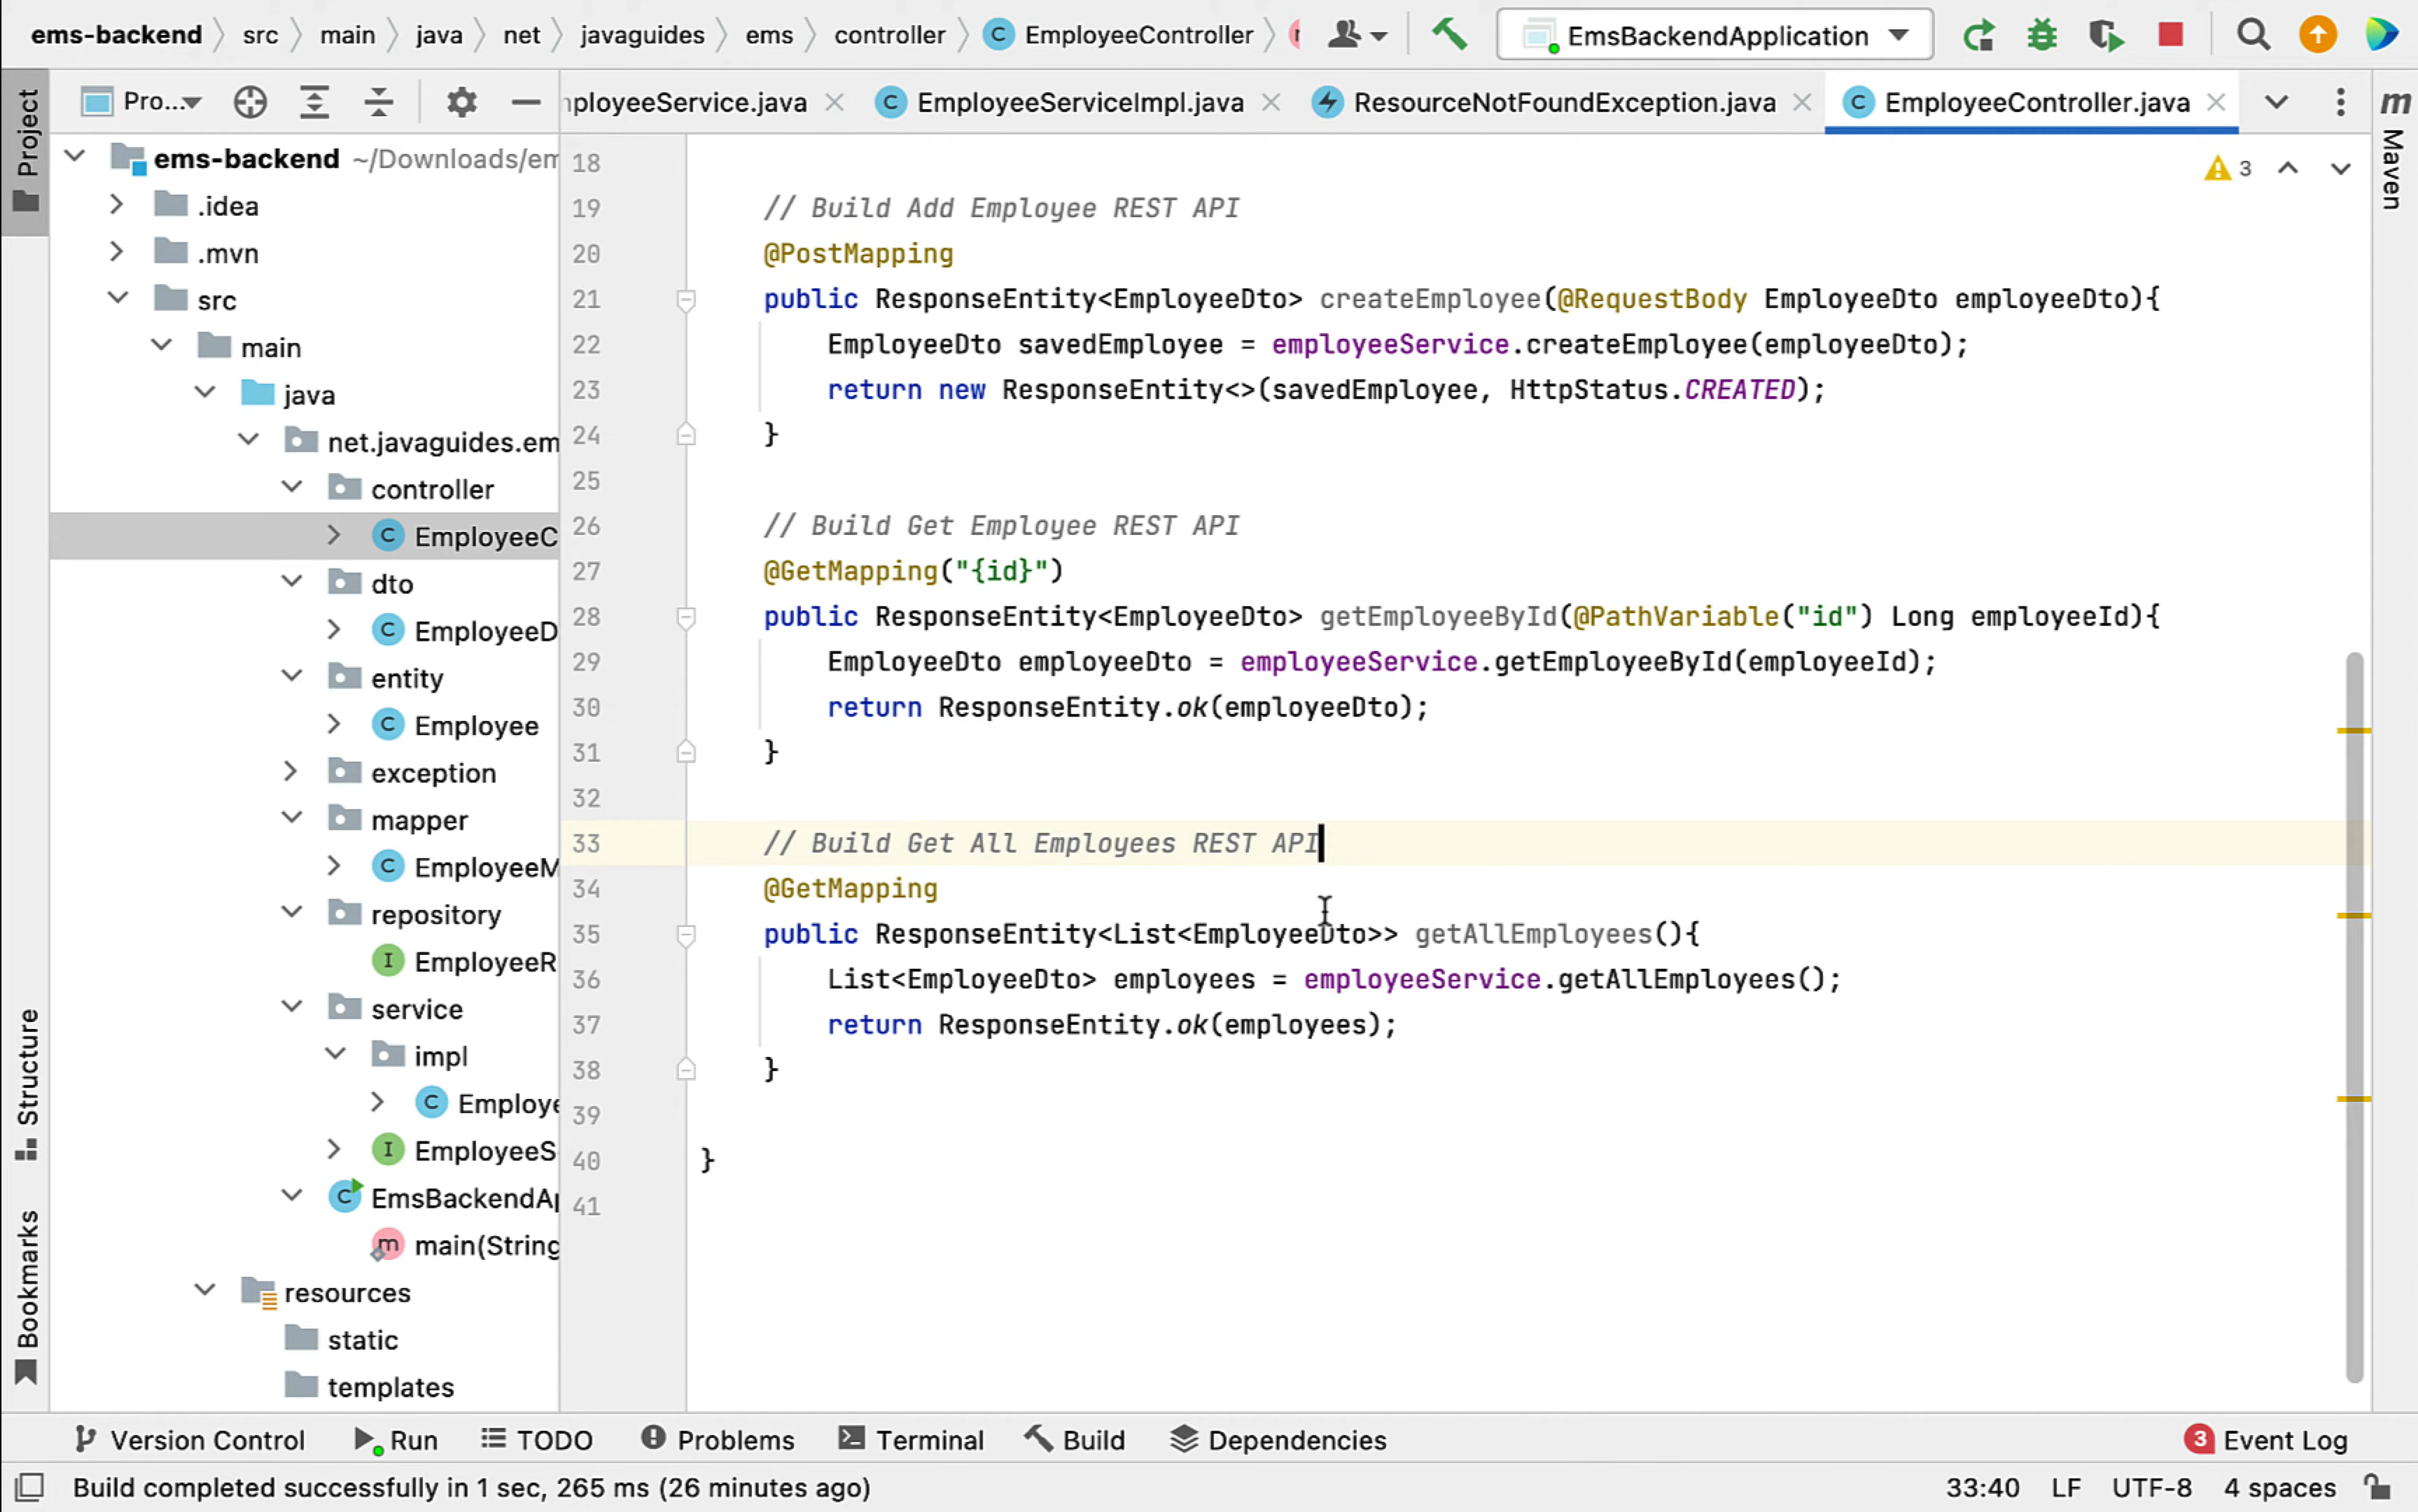 ems-backend src main java net javaguides ems controller EmployeeController EmsBackendApplication
Pro... EmployeeServiceImpl.java ResourceNotFoundException.java EmployeeController.java
Project
Structure
Bookmarks
Maven
ems-backend ~/Downloads/em
.idea
.mvn
src
main
java
net.javaguides.em
controller
EmployeeC
dto
EmployeeD
entity
Employee
exception
mapper
EmployeeM
repository
EmployeeR
service
impl
Employe
EmployeeS
EmsBackendAp
main(String
resources
static
templates
3
18
19 // Build Add Employee REST API
20 @PostMapping
21 public ResponseEntity<EmployeeDto> createEmployee(@RequestBody EmployeeDto employeeDto){
22 EmployeeDto savedEmployee = employeeService.createEmployee(employeeDto);
23 return new ResponseEntity<>(savedEmployee, HttpStatus.CREATED);
24 }
25
26 // Build Get Employee REST API
27 @GetMapping("{id}")
28 public ResponseEntity<EmployeeDto> getEmployeeById(@PathVariable("id") Long employeeId){
29 EmployeeDto employeeDto = employeeService.getEmployeeById(employeeId);
30 return ResponseEntity.ok(employeeDto);
31 }
32
33 // Build Get All Employees REST API
34 @GetMapping
35 public ResponseEntity<List<EmployeeDto>> getAllEmployees(){
36 List<EmployeeDto> employees = employeeService.getAllEmployees();
37 return ResponseEntity.ok(employees);
38 }
39
40 }
41
Version Control Run TODO Problems Terminal Build Dependencies 3 Event Log
Build completed successfully in 1 sec, 265 ms (26 minutes ago) 33:40 LF UTF-8 4 spaces